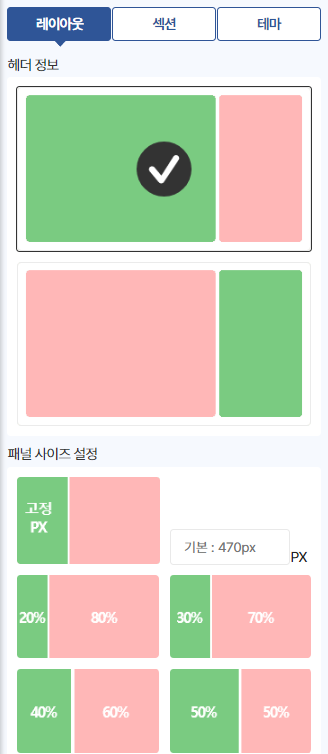 레이아웃 섹션 테마
헤더 정보
패널 사이즈 설정
고정
PX
기본 : 470px PX
20% 80% 30% 70%
40% 60% 50% 50%